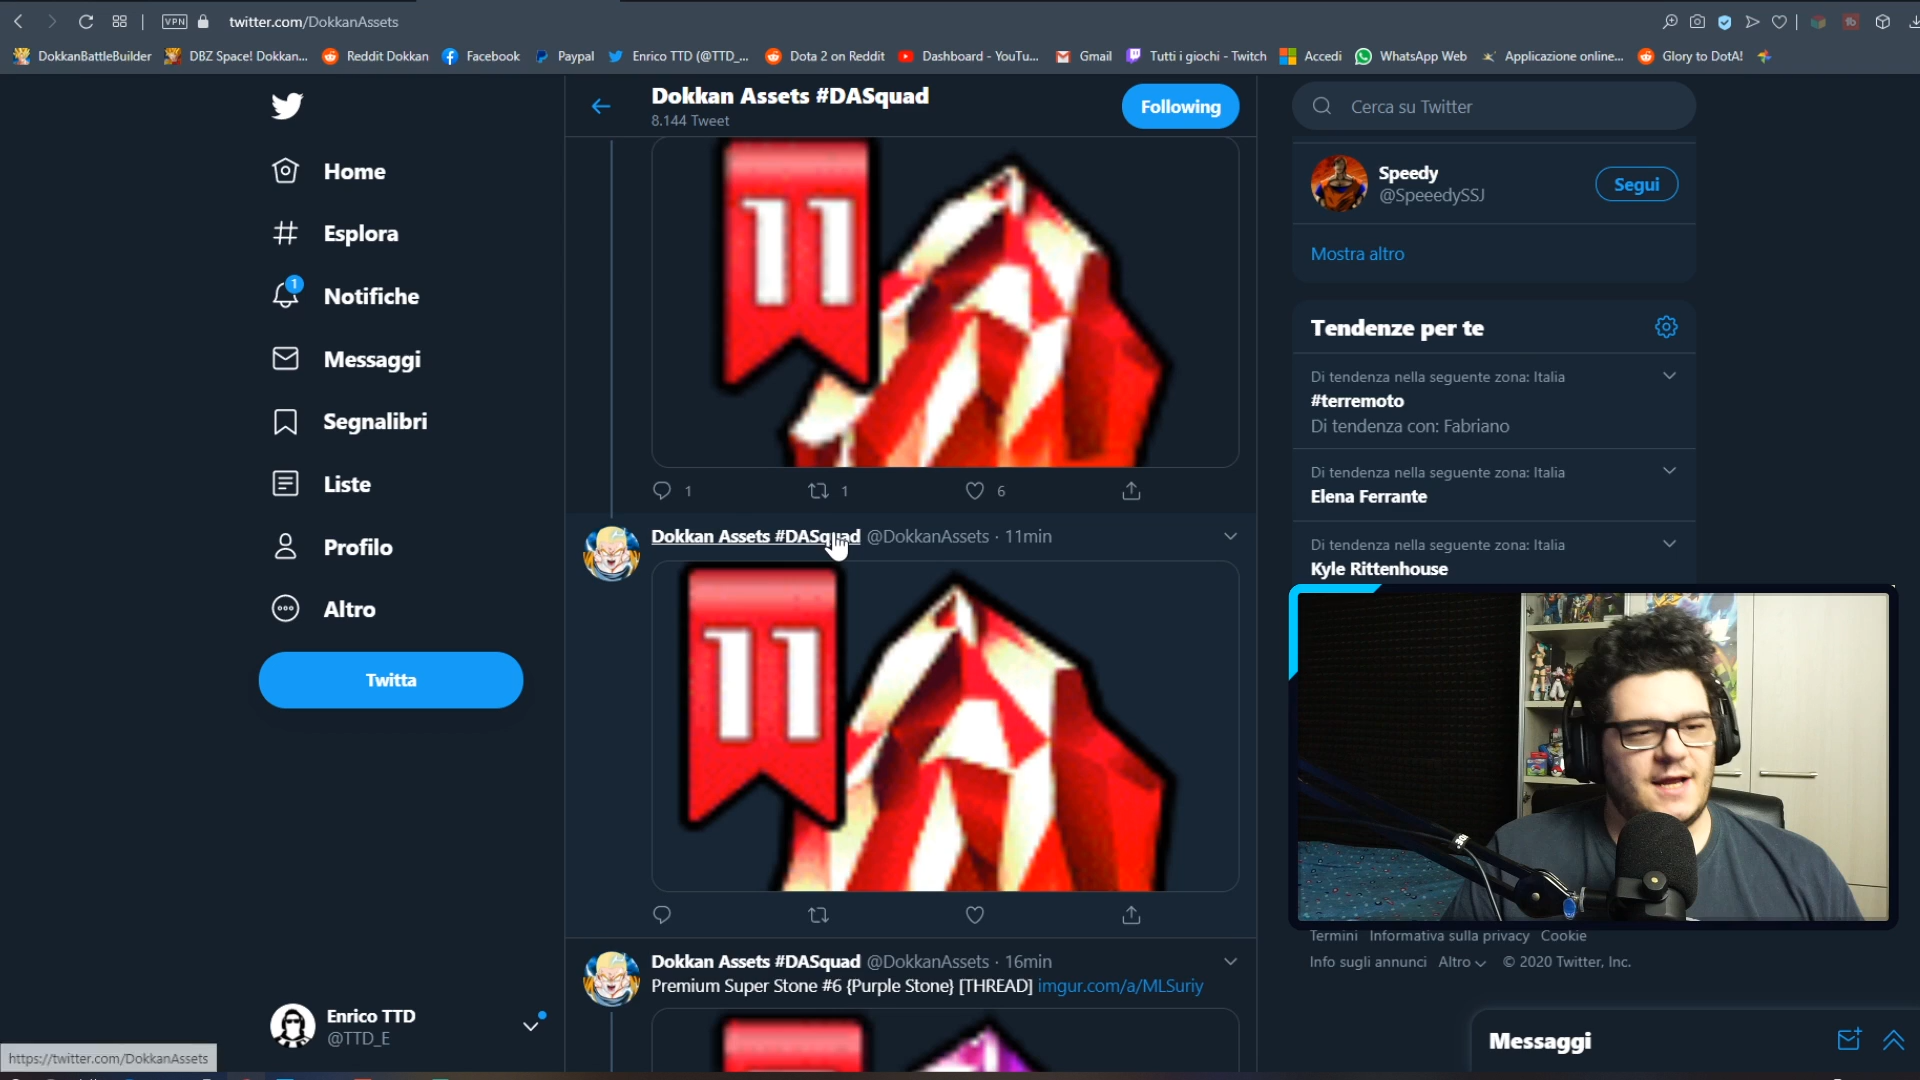 VPN twitter.com/DokkanAssets
DokkanBattleBuilder DBZ Space! Dokkan... Reddit Dokkan Facebook Paypal Enrico TTD (@TTD_... Dota 2 on Reddit Dashboard - YouTu... Gmail Tutti i giochi - Twitch Accedi WhatsApp Web Applicazione online... Glory to DotA!
Home
Esplora
1
Notifiche
Messaggi
Segnalibri
Liste
Profilo
Altro
Twitta
Enrico TTD
@TTD_E
https://twitter.com/DokkanAssets
Dokkan Assets #DASquad
8.144 Tweet
Following
11
1 1 6
Dokkan Assets #DASquad @DokkanAssets · 11min
11
Dokkan Assets #DASquad @DokkanAssets · 16min
Premium Super Stone #6 {Purple Stone} [THREAD] imgur.com/a/MLSuriy
Cerca su Twitter
Speedy
@SpeeedySSJ
Segui
Mostra altro
Tendenze per te
Di tendenza nella seguente zona: Italia
#terremoto
Di tendenza con: Fabriano
Di tendenza nella seguente zona: Italia
Elena Ferrante
Di tendenza nella seguente zona: Italia
Kyle Rittenhouse
Termini Informativa sulla privacy Cookie
Info sugli annunci Altro © 2020 Twitter, Inc.
Messaggi